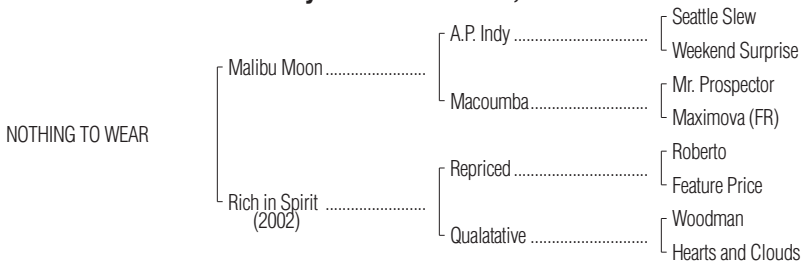 Seattle Slew
A.P. Indy ................................
Weekend Surprise
Malibu Moon ........................
Mr. Prospector
Macoumba............................
Maximova (FR)
NOTHING TO WEAR
Roberto
Repriced ................................
Feature Price
Rich in Spirit ........................
(2002)
Woodman
Qualatative ............................
Hearts and Clouds